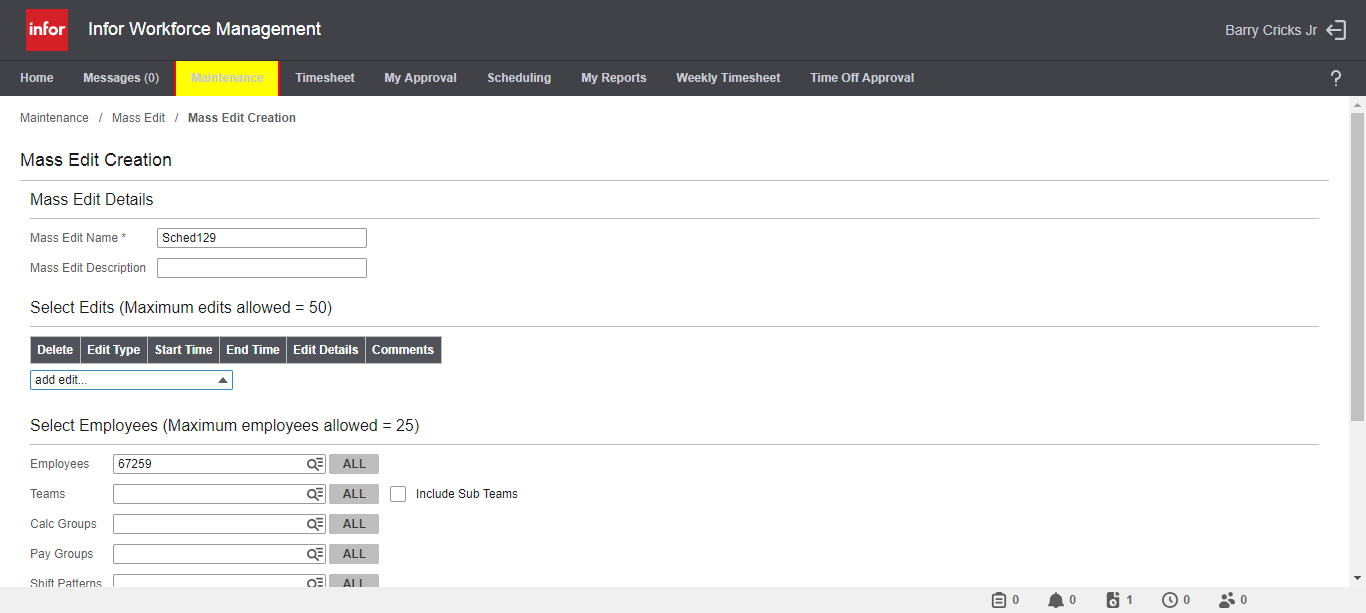 infor Infor Workforce Management Barry Cricks Jr
Home Messages (0) Maintenance Timesheet My Approval Scheduling My Reports Weekly Timesheet Time Off Approval ?
Maintenance / Mass Edit / Mass Edit Creation
Mass Edit Creation
Mass Edit Details
Mass Edit Name * Sched129
Mass Edit Description
Select Edits (Maximum edits allowed = 50)
Delete Edit Type Start Time End Time Edit Details Comments
add edit...
Select Employees (Maximum employees allowed = 25)
Employees 67259 ALL
Teams ALL Include Sub Teams
Calc Groups ALL
Pay Groups ALL
Shift Patterns ALL
0 0 1 0 0